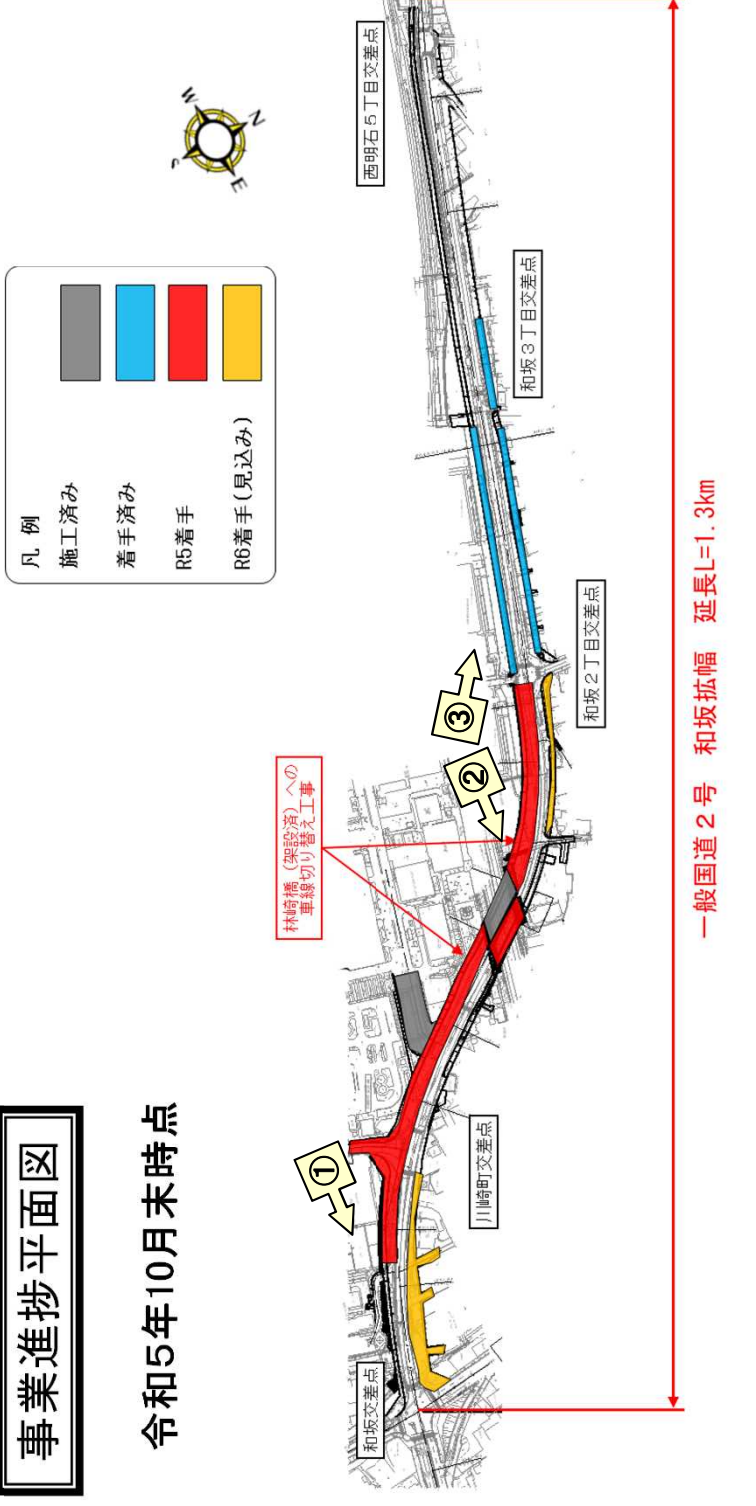 事業進捗平面図
令和5年10月末時点
凡 例
施工済み
着手済み
R5着手
R6着手(見込み)
W
N
S
E
和坂交差点
①
川崎町交差点
林崎橋(架設済)への
車線切り替え工事
②
③
和坂2丁目交差点
和坂3丁目交差点
西明石5丁目交差点
一般国道2号 和坂拡幅 延長L=1.3km